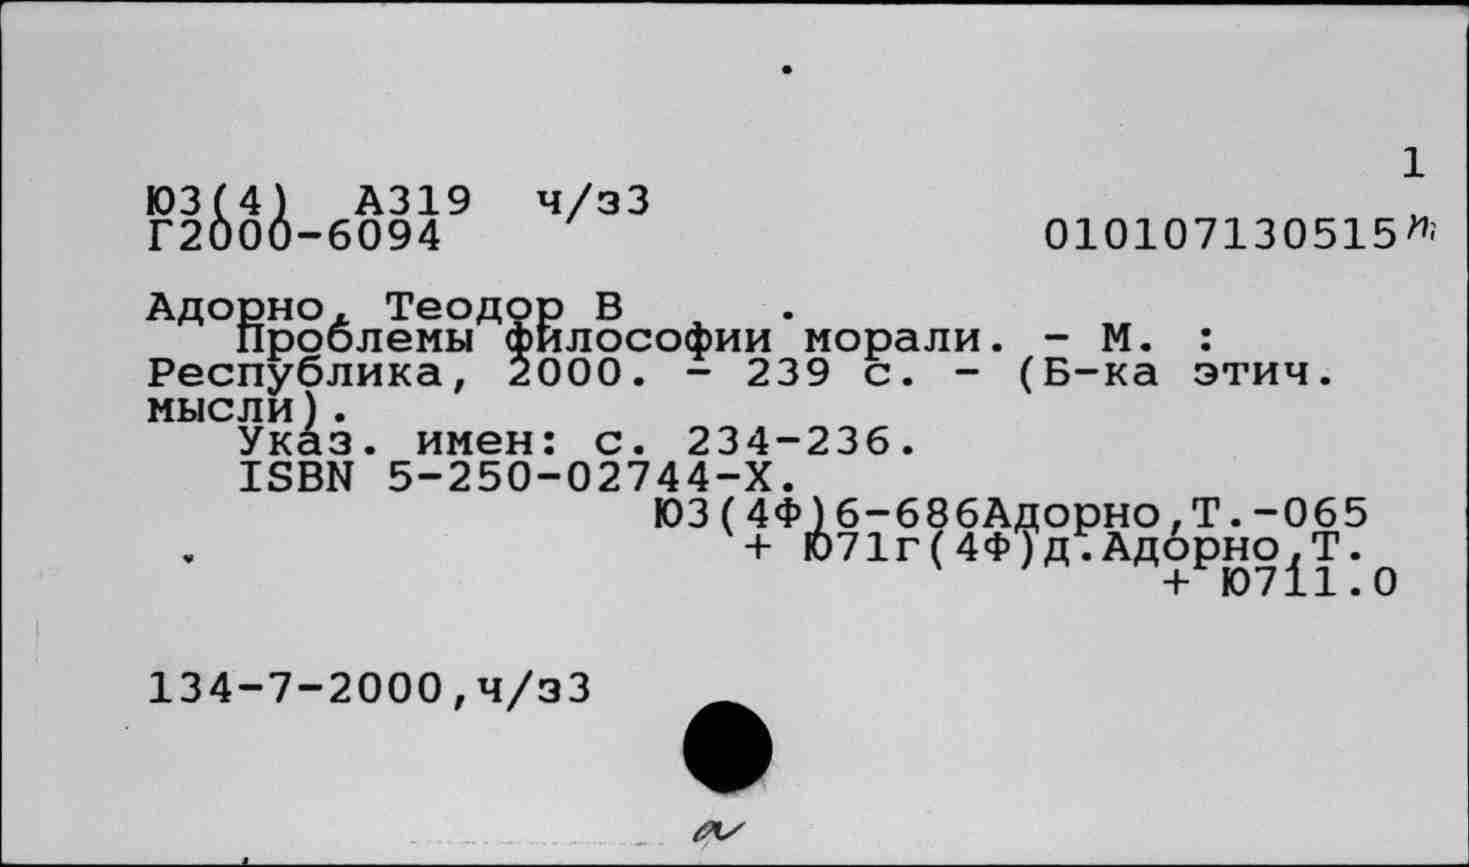 1
Ю3(4) А319 ч/з3
Г2000-6094
010107130515
Адорно, Теодор В .
Проблемы философии морали. - М. :
Республика, 2000. - 239 с. - (Б-ка этич.
мысли).
Указ. имен: с. 234-236.
ISBN 5-250-02744-X.
Ю3(4Ф)6-686Адорно,Т.-065
+ Ю71г(4Ф)д.Адорно,Т.
+ Ю711.0
134-7-2000,ч/з3